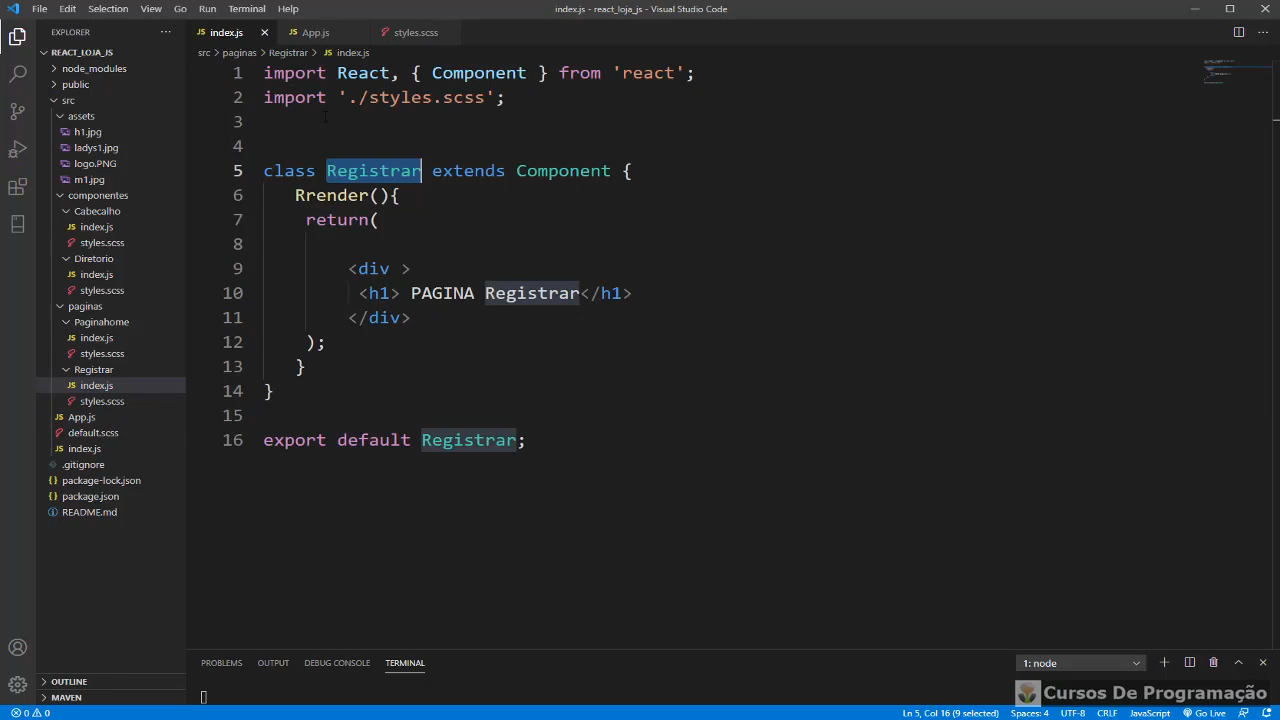 File Edit Selection View Go Run Terminal Help
index.js - react_loja_js - Visual Studio Code
EXPLORER
REACT_LOJA_JS
node_modules
public
src
assets
h1.jpg
ladys1.jpg
logo.PNG
m1.jpg
componentes
Cabecalho
index.js
styles.scss
Diretorio
index.js
styles.scss
paginas
Paginahome
index.js
styles.scss
Registrar
index.js
styles.scss
App.js
default.scss
index.js
.gitignore
package-lock.json
package.json
README.md
OUTLINE
MAVEN
index.js App.js styles.scss
src > paginas > Registrar > index.js
1 import React, { Component } from 'react';
2 import './styles.scss';
3
4
5 class Registrar extends Component {
6 Rrender(){
7 return(
8
9 <div >
10 <h1> PAGINA Registrar</h1>
11 </div>
12 );
13 }
14 }
15
16 export default Registrar;
PROBLEMS OUTPUT DEBUG CONSOLE TERMINAL
1: node
Cursos De Programação
0 0
Ln 5, Col 16 (9 selected) Spaces: 4 UTF-8 CRLF JavaScript Go Live